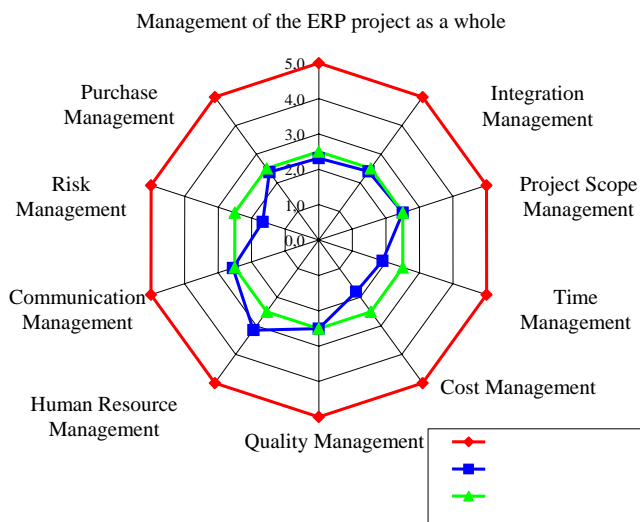 Management of the ERP project as a whole
5,0
4,0
3,0
2,0
1,0
0,0
Integration
Management
Project Scope
Management
Time
Management
Cost Management
Quality Management
Human Resource
Management
Communication
Management
Risk
Management
Purchase
Management